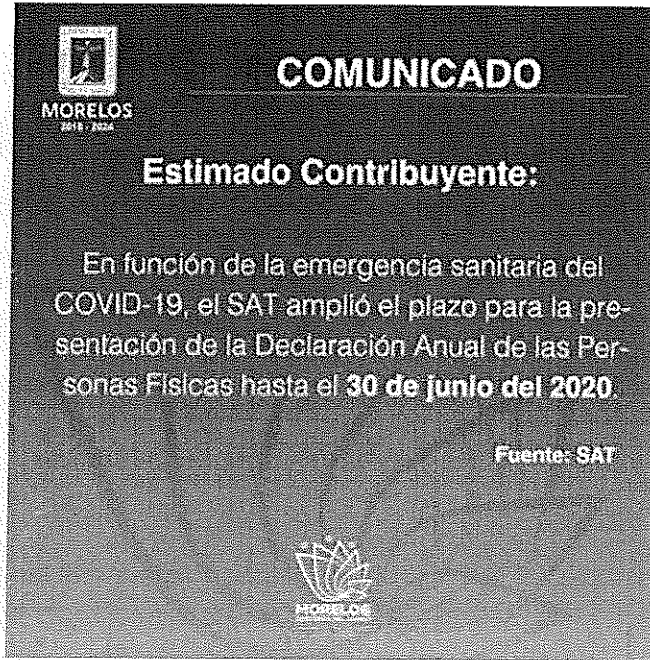 MORELOS
2018 - 2024
COMUNICADO
Estimado Contribuyente:
En función de la emergencia sanitaria del
COVID-19, el SAT amplió el plazo para la pre-
sentación de la Declaración Anual de las Per-
sonas Físicas hasta el 30 de junio del 2020.
Fuente: SAT
MORELOS